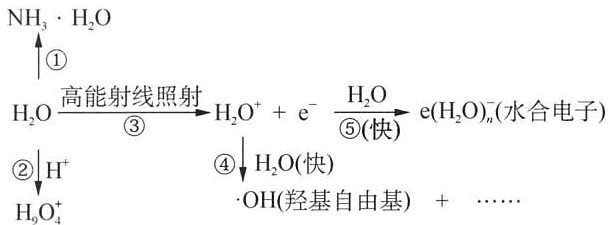 NH₃ · H₂O
①
H₂O 高能射线照射 ③ H₂O⁺ + e⁻ H₂O ⑤(快) e(H₂O)ₙ⁻(水合电子)
② H⁺ ④ H₂O(快)
H₉O₄⁺ ·OH(羟基自由基) + ……